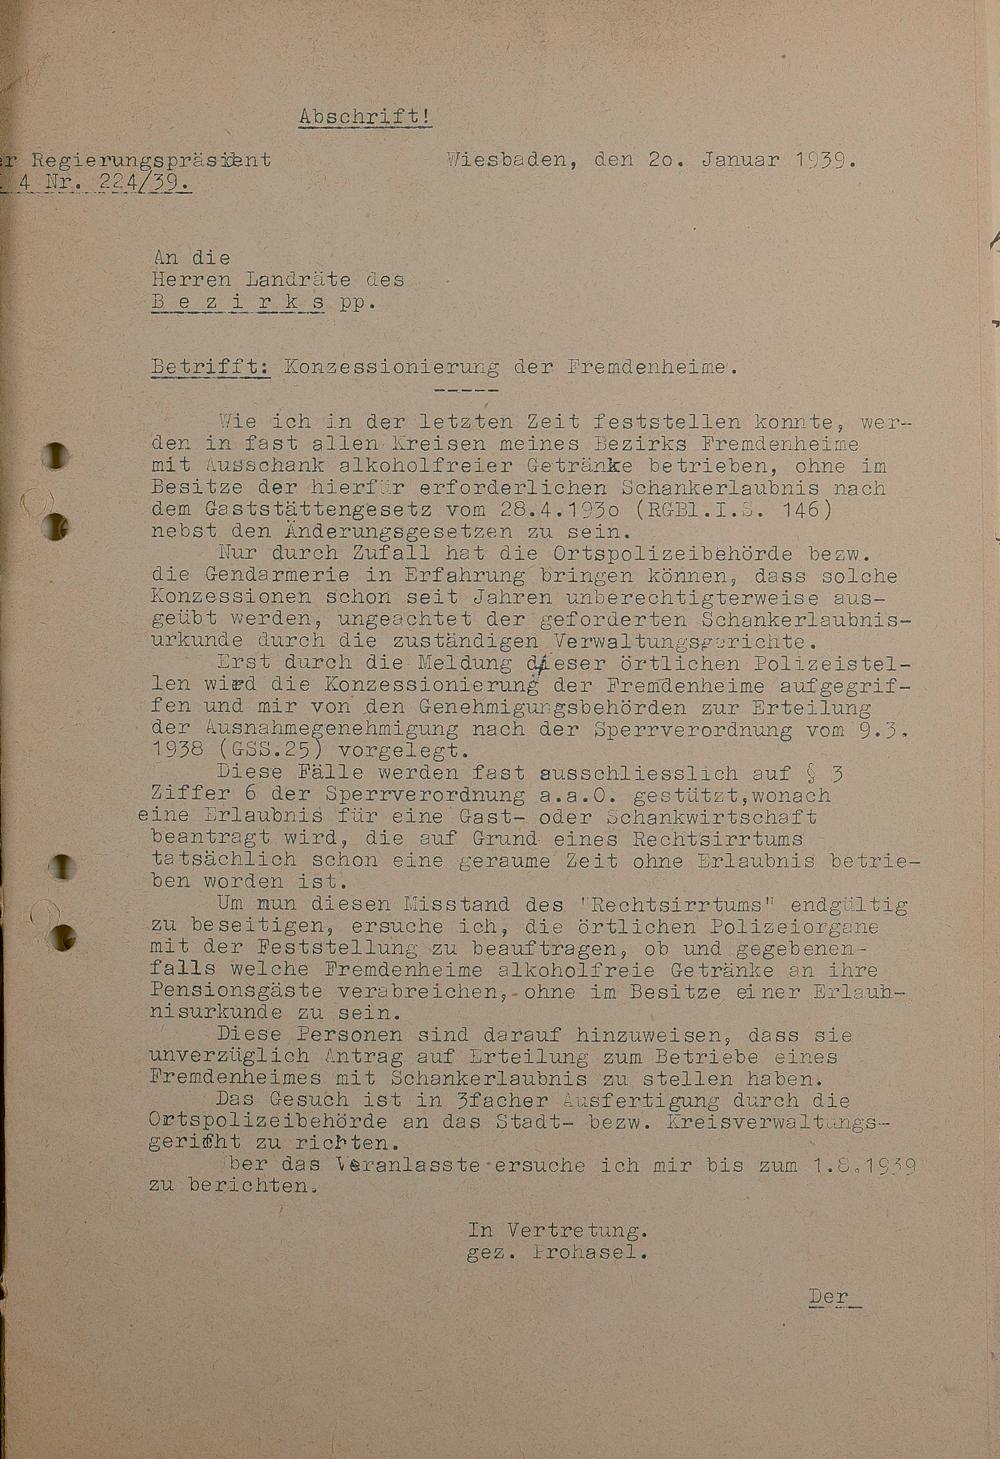 Abschrift!
r Regierungspräsident
Wiesbaden, den 2o. Januar 1939.
4 Nr. 224/39.
An die
Herren Landräte des
B e z i r k s pp.
Betrifft: Konzessionierung der Fremdenheime.
-----
Wie ich in der letzten Zeit feststellen konnte, wer-
den in fast allen Kreisen meines Bezirks Fremdenheime
mit Ausschank alkoholfreier Getränke betrieben, ohne im
Besitze der hierfür erforderlichen Schankerlaubnis nach
dem Gaststättengesetz vom 28.4.193o (RGBl.I.S. 146)
nebst den Änderungsgesetzen zu sein.
Nur durch Zufall hat die Ortspolizeibehörde bezw.
die Gendarmerie in Erfahrung bringen können, dass solche
Konzessionen schon seit Jahren unberechtigterweise aus-
geübt werden, ungeachtet der geforderten Schankerlaubnis-
urkunde durch die zuständigen Verwaltungsgerichte.
Erst durch die Meldung dieser örtlichen Polizeistel-
len wird die Konzessionierung der Fremdenheime aufgegrif-
fen und mir von den Genehmigungsbehörden zur Erteilung
der Ausnahmegenehmigung nach der Sperrverordnung vom 9.3.
1938 (GSS.25) vorgelegt.
Diese Fälle werden fast ausschliesslich auf § 3
Ziffer 6 der Sperrverordnung a.a.O. gestützt,wonach
eine Erlaubnis für eine Gast- oder Schankwirtschaft
beantragt wird, die auf Grund eines Rechtsirrtums
tatsächlich schon eine geraume Zeit ohne Erlaubnis betrie-
ben worden ist.
Um nun diesen Misstand des "Rechtsirrtums" endgültig
zu beseitigen, ersuche ich, die örtlichen Polizeiorgane
mit der Feststellung zu beauftragen, ob und gegebenen-
falls welche Fremdenheime alkoholfreie Getränke an ihre
Pensionsgäste verabreichen, ohne im Besitze einer Erlaub-
nisurkunde zu sein.
Diese Personen sind darauf hinzuweisen, dass sie
unverzüglich Antrag auf Erteilung zum Betriebe eines
Fremdenheimes mit Schankerlaubnis zu stellen haben.
Das Gesuch ist in 3facher Ausfertigung durch die
Ortspolizeibehörde an das Stadt- bezw. Kreisverwaltungs-
gericht zu richten.
ber das Veranlasste ersuche ich mir bis zum 1.8.1939
zu berichten.
In Vertretung.
gez. Prohasel.
Der